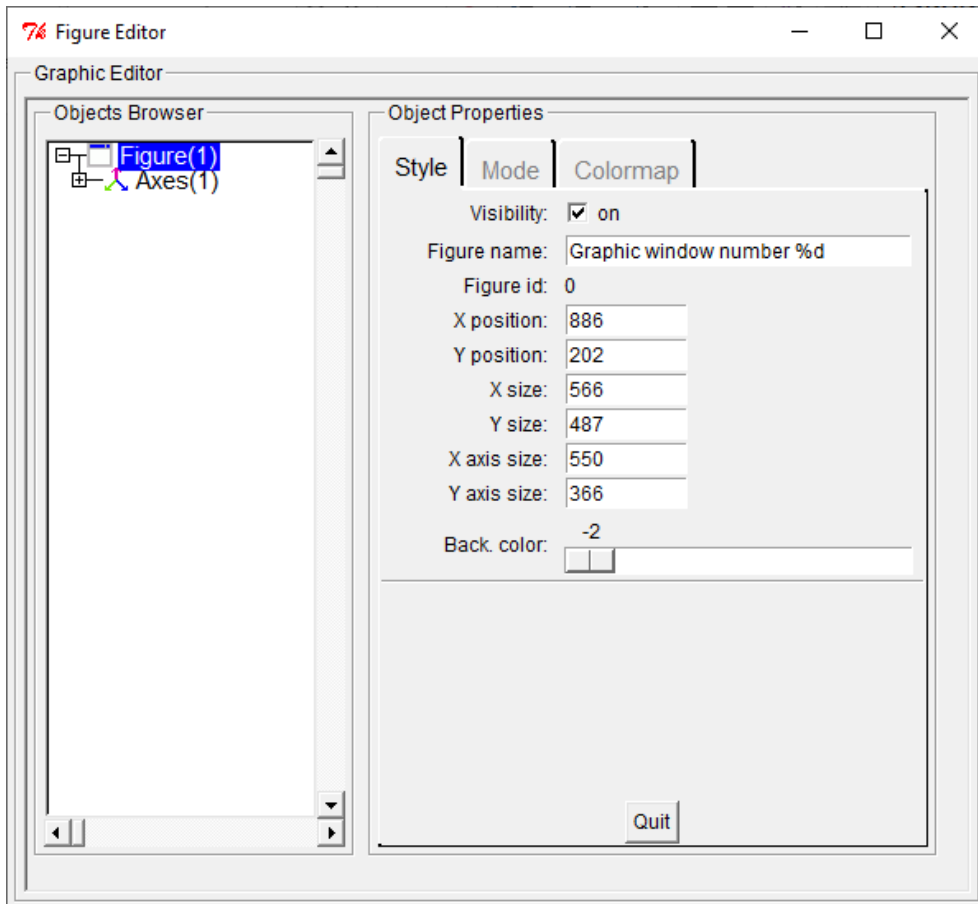 Figure Editor
Graphic Editor
Objects Browser
Figure(1)
Axes(1)
Object Properties
Style Mode Colormap
Visibility: on
Figure name: Graphic window number %d
Figure id: 0
X position: 886
Y position: 202
X size: 566
Y size: 487
X axis size: 550
Y axis size: 366
-2
Back. color:
Quit